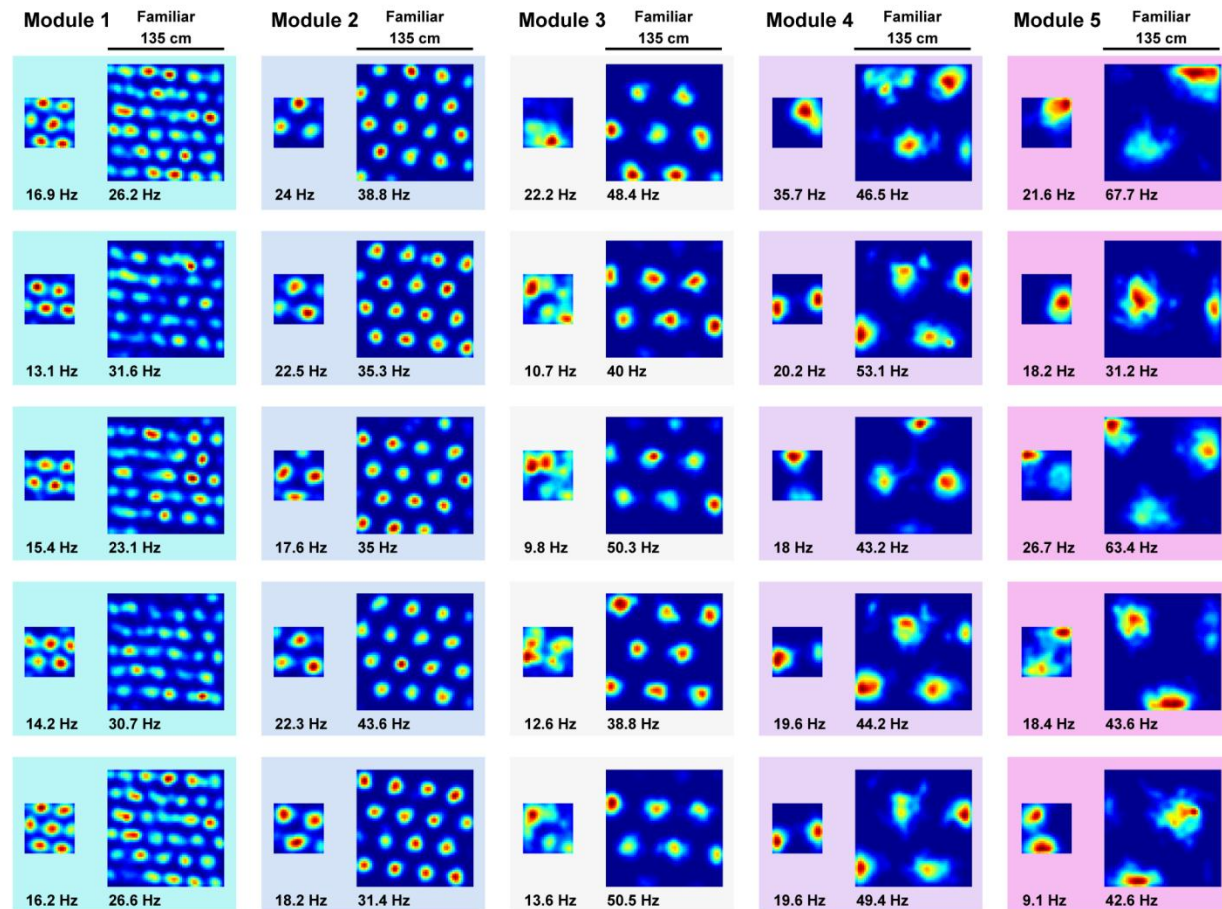 Module 1 Familiar Module 2 Familiar Module 3 Familiar Module 4 Familiar Module 5 Familiar
135 cm 135 cm 135 cm 135 cm 135 cm
16.9 Hz 26.2 Hz 24 Hz 38.8 Hz 22.2 Hz 48.4 Hz 35.7 Hz 46.5 Hz 21.6 Hz 67.7 Hz
13.1 Hz 31.6 Hz 22.5 Hz 35.3 Hz 10.7 Hz 40 Hz 20.2 Hz 53.1 Hz 18.2 Hz 31.2 Hz
15.4 Hz 23.1 Hz 17.6 Hz 35 Hz 9.8 Hz 50.3 Hz 18 Hz 43.2 Hz 26.7 Hz 63.4 Hz
14.2 Hz 30.7 Hz 22.3 Hz 43.6 Hz 12.6 Hz 38.8 Hz 19.6 Hz 44.2 Hz 18.4 Hz 43.6 Hz
16.2 Hz 26.6 Hz 18.2 Hz 31.4 Hz 13.6 Hz 50.5 Hz 19.6 Hz 49.4 Hz 9.1 Hz 42.6 Hz